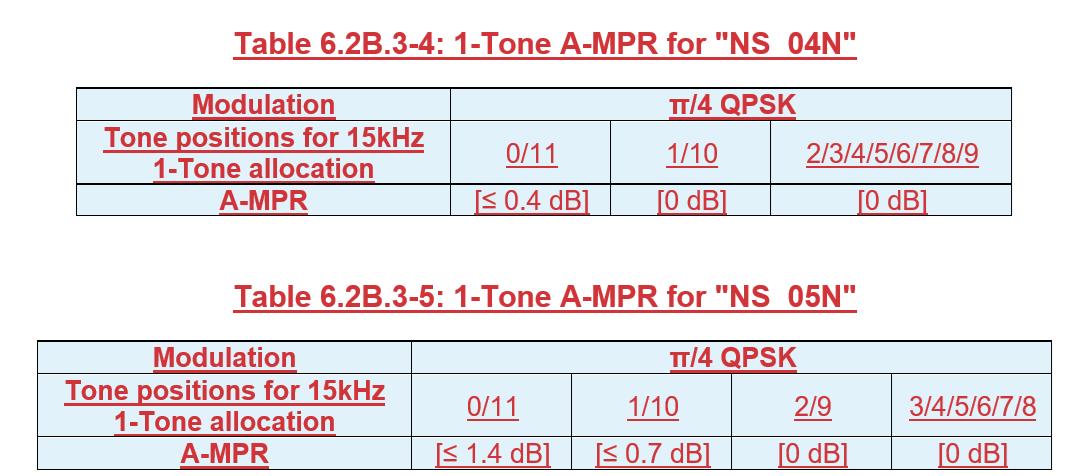 Table 6.2B.3-4: 1-Tone A-MPR for "NS_04N"
Modulation π/4 QPSK
Tone positions for 15kHz
1-Tone allocation 0/11 1/10 2/3/4/5/6/7/8/9
A-MPR [≤ 0.4 dB] [0 dB] [0 dB]
Table 6.2B.3-5: 1-Tone A-MPR for "NS_05N"
Modulation π/4 QPSK
Tone positions for 15kHz
1-Tone allocation 0/11 1/10 2/9 3/4/5/6/7/8
A-MPR [≤ 1.4 dB] [≤ 0.7 dB] [0 dB] [0 dB]